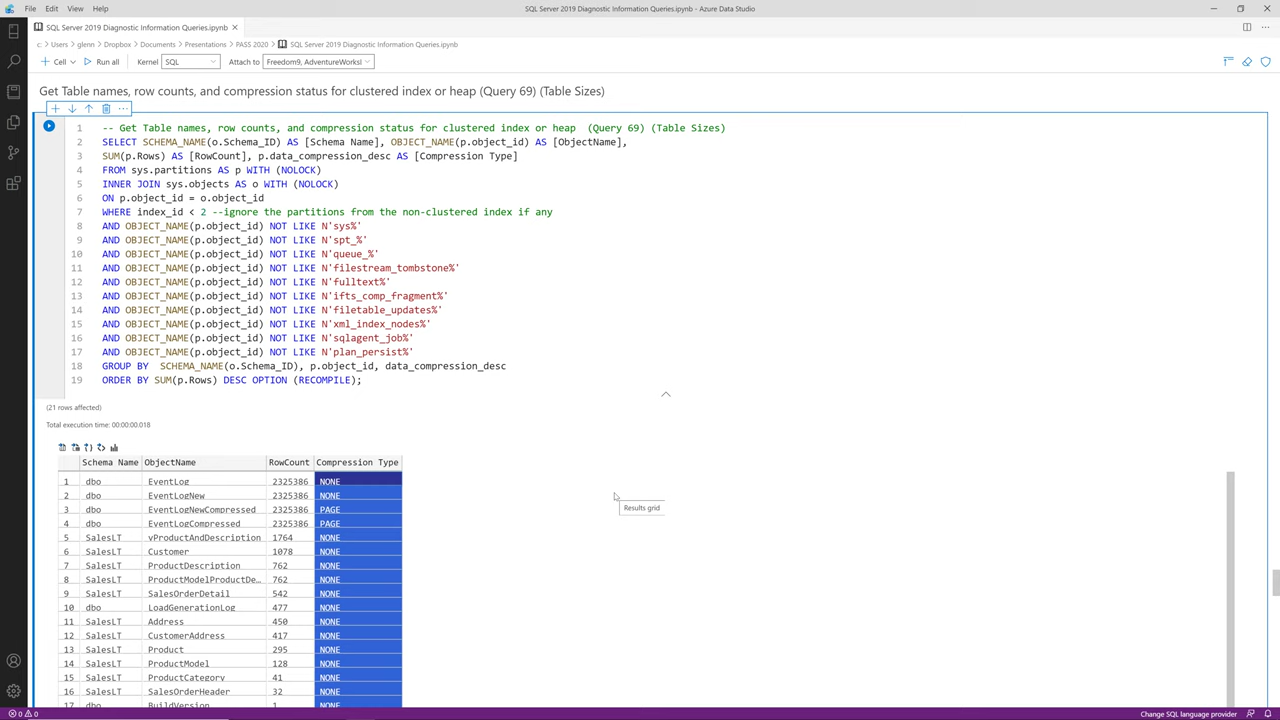 File Edit View Help
SQL Server 2019 Diagnostic Information Queries.ipynb - Azure Data Studio
SQL Server 2019 Diagnostic Information Queries.ipynb
c: > Users > glenn > Dropbox > Documents > Presentations > PASS 2020 > SQL Server 2019 Diagnostic Information Queries.ipynb
Cell Run all Kernel SQL Attach to Freedom9, AdventureWorksl
Get Table names, row counts, and compression status for clustered index or heap (Query 69) (Table Sizes)
1 -- Get Table names, row counts, and compression status for clustered index or heap  (Query 69) (Table Sizes)
2 SELECT SCHEMA_NAME(o.Schema_ID) AS [Schema Name], OBJECT_NAME(p.object_id) AS [ObjectName],
3 SUM(p.Rows) AS [RowCount], p.data_compression_desc AS [Compression Type]
4 FROM sys.partitions AS p WITH (NOLOCK)
5 INNER JOIN sys.objects AS o WITH (NOLOCK)
6 ON p.object_id = o.object_id
7 WHERE index_id < 2 --ignore the partitions from the non-clustered index if any
8 AND OBJECT_NAME(p.object_id) NOT LIKE N'sys%'
9 AND OBJECT_NAME(p.object_id) NOT LIKE N'spt_%'
10 AND OBJECT_NAME(p.object_id) NOT LIKE N'queue_%'
11 AND OBJECT_NAME(p.object_id) NOT LIKE N'filestream_tombstone%'
12 AND OBJECT_NAME(p.object_id) NOT LIKE N'fulltext%'
13 AND OBJECT_NAME(p.object_id) NOT LIKE N'ifts_comp_fragment%'
14 AND OBJECT_NAME(p.object_id) NOT LIKE N'filetable_updates%'
15 AND OBJECT_NAME(p.object_id) NOT LIKE N'xml_index_nodes%'
16 AND OBJECT_NAME(p.object_id) NOT LIKE N'sqlagent_job%'
17 AND OBJECT_NAME(p.object_id) NOT LIKE N'plan_persist%'
18 GROUP BY  SCHEMA_NAME(o.Schema_ID), p.object_id, data_compression_desc
19 ORDER BY SUM(p.Rows) DESC OPTION (RECOMPILE);
(21 rows affected)
Total execution time: 00:00:00.018
Schema Name ObjectName RowCount Compression Type
1 dbo EventLog 2325386 NONE
2 dbo EventLogNew 2325386 NONE
3 dbo EventLogNewCompressed 2325386 PAGE
4 dbo EventLogCompressed 2325386 PAGE
5 SalesLT vProductAndDescription 1764 NONE
6 SalesLT Customer 1078 NONE
7 SalesLT ProductDescription 762 NONE
8 SalesLT ProductModelProductDe… 762 NONE
9 SalesLT SalesOrderDetail 542 NONE
10 dbo LoadGenerationLog 477 NONE
11 SalesLT Address 450 NONE
12 SalesLT CustomerAddress 417 NONE
13 SalesLT Product 295 NONE
14 SalesLT ProductModel 128 NONE
15 SalesLT ProductCategory 41 NONE
16 SalesLT SalesOrderHeader 32 NONE
17 dbo BuildVersion 1 NONE
Results grid
0 0 Change SQL language provider